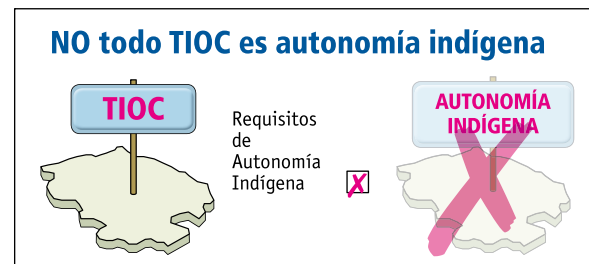 NO todo TIOC es autonomía indígena
TIOC
Requisitos
de
Autonomía
Indígena
AUTONOMÍA
INDÍGENA